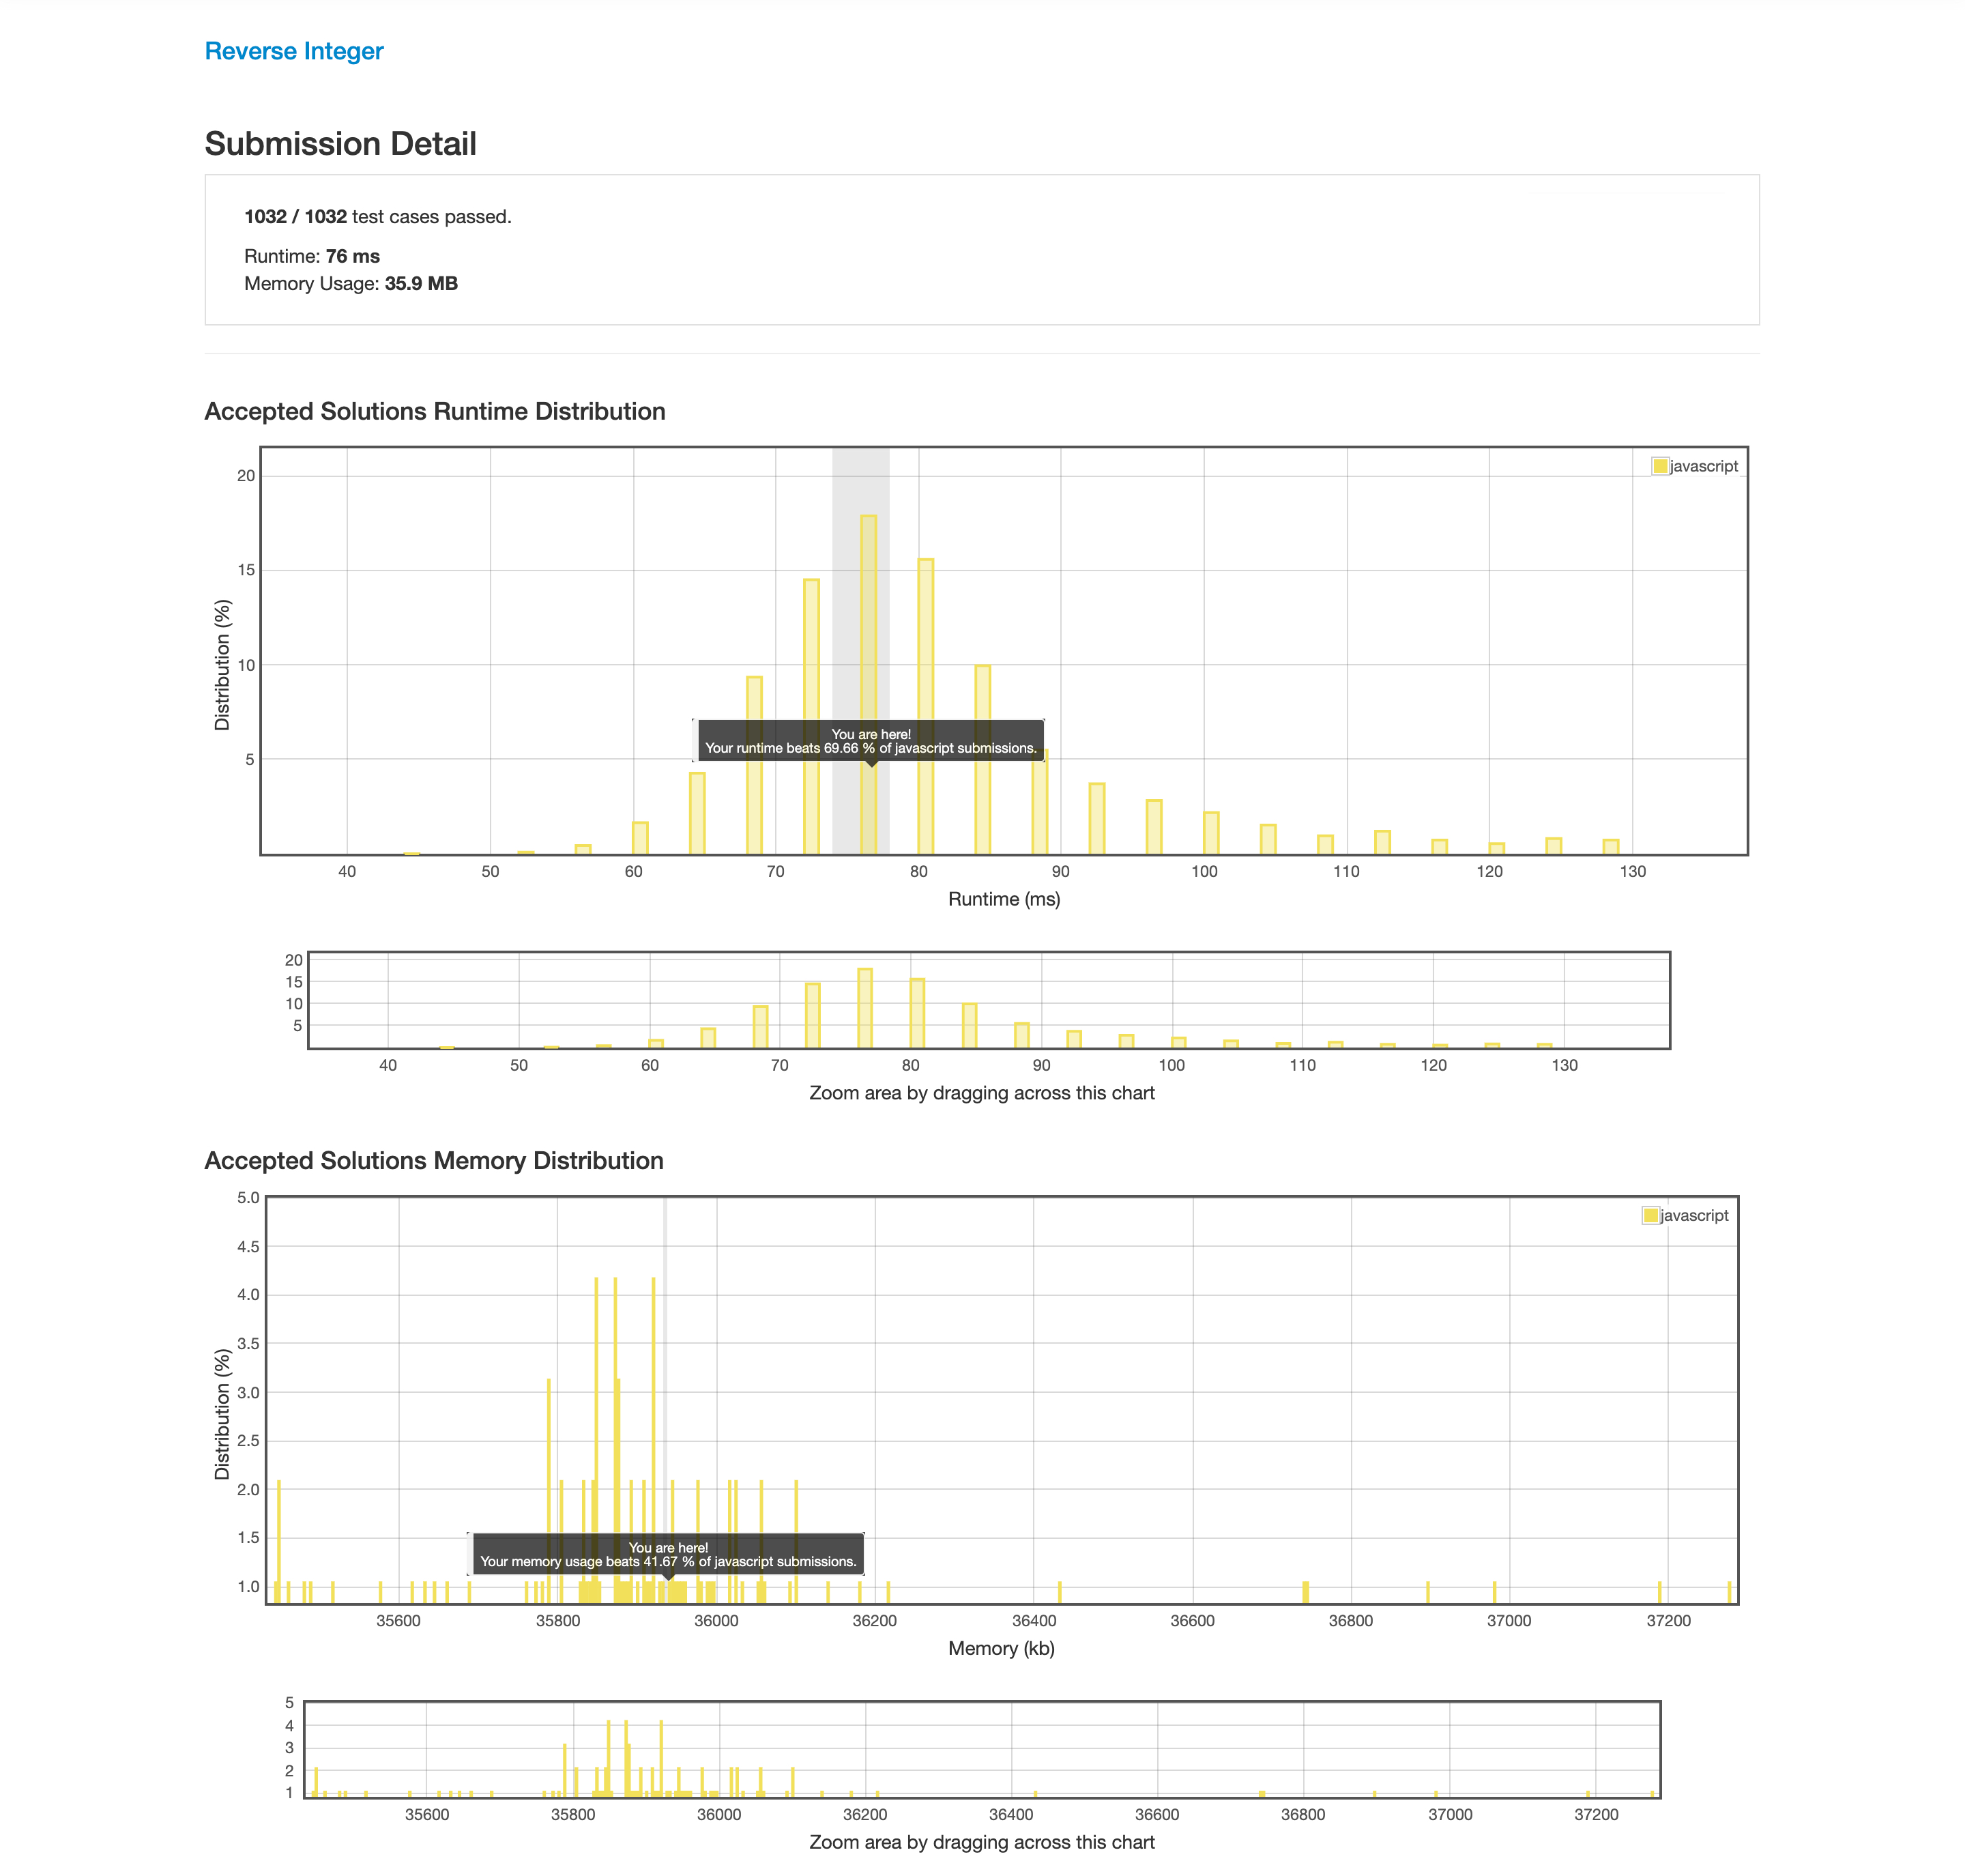 Reverse Integer
Submission Detail
1032 / 1032 test cases passed.
Runtime: 76 ms
Memory Usage: 35.9 MB
Accepted Solutions Runtime Distribution
javascript
20
15
10
5
Distribution (%)
You are here!
Your runtime beats 69.66 % of javascript submissions.
40 50 60 70 80 90 100 110 120 130
Runtime (ms)
20
15
10
5
40 50 60 70 80 90 100 110 120 130
Zoom area by dragging across this chart
Accepted Solutions Memory Distribution
javascript
5.0
4.5
4.0
3.5
3.0
2.5
2.0
1.5
1.0
Distribution (%)
You are here!
Your memory usage beats 41.67 % of javascript submissions.
35600 35800 36000 36200 36400 36600 36800 37000 37200
Memory (kb)
5
4
3
2
1
35600 35800 36000 36200 36400 36600 36800 37000 37200
Zoom area by dragging across this chart